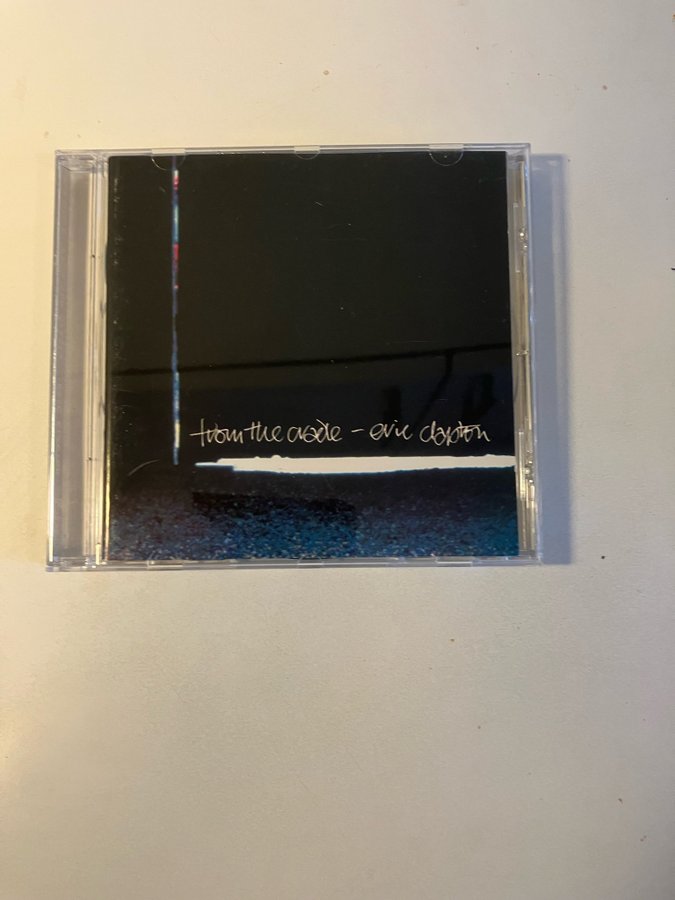 from the cradle - eric clapton